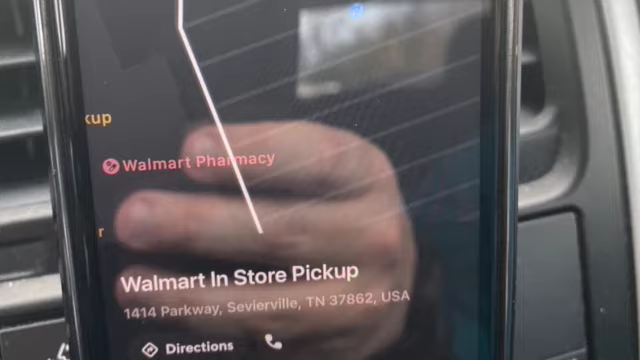 kup
Walmart Pharmacy
r
Walmart In Store Pickup
1414 Parkway, Sevierville, TN 37862, USA
Directions